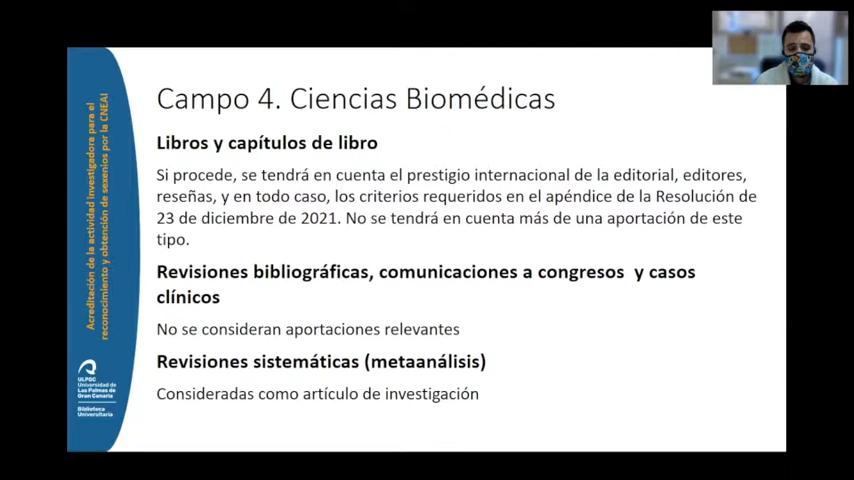 Campo 4. Ciencias Biomédicas
Libros y capítulos de libro
Si procede, se tendrá en cuenta el prestigio internacional de la editorial, editores,
reseñas, y en todo caso, los criterios requeridos en el apéndice de la Resolución de
23 de diciembre de 2021. No se tendrá en cuenta más de una aportación de este
tipo.
Revisiones bibliográficas, comunicaciones a congresos y casos
clínicos
No se consideran aportaciones relevantes
Revisiones sistemáticas (metaanálisis)
Consideradas como artículo de investigación
Acreditación de la actividad investigadora para el
reconocimiento y obtención de sexenios por la CNEAI
ULPGC
Universidad de
Las Palmas de
Gran Canaria
Biblioteca
Universitaria